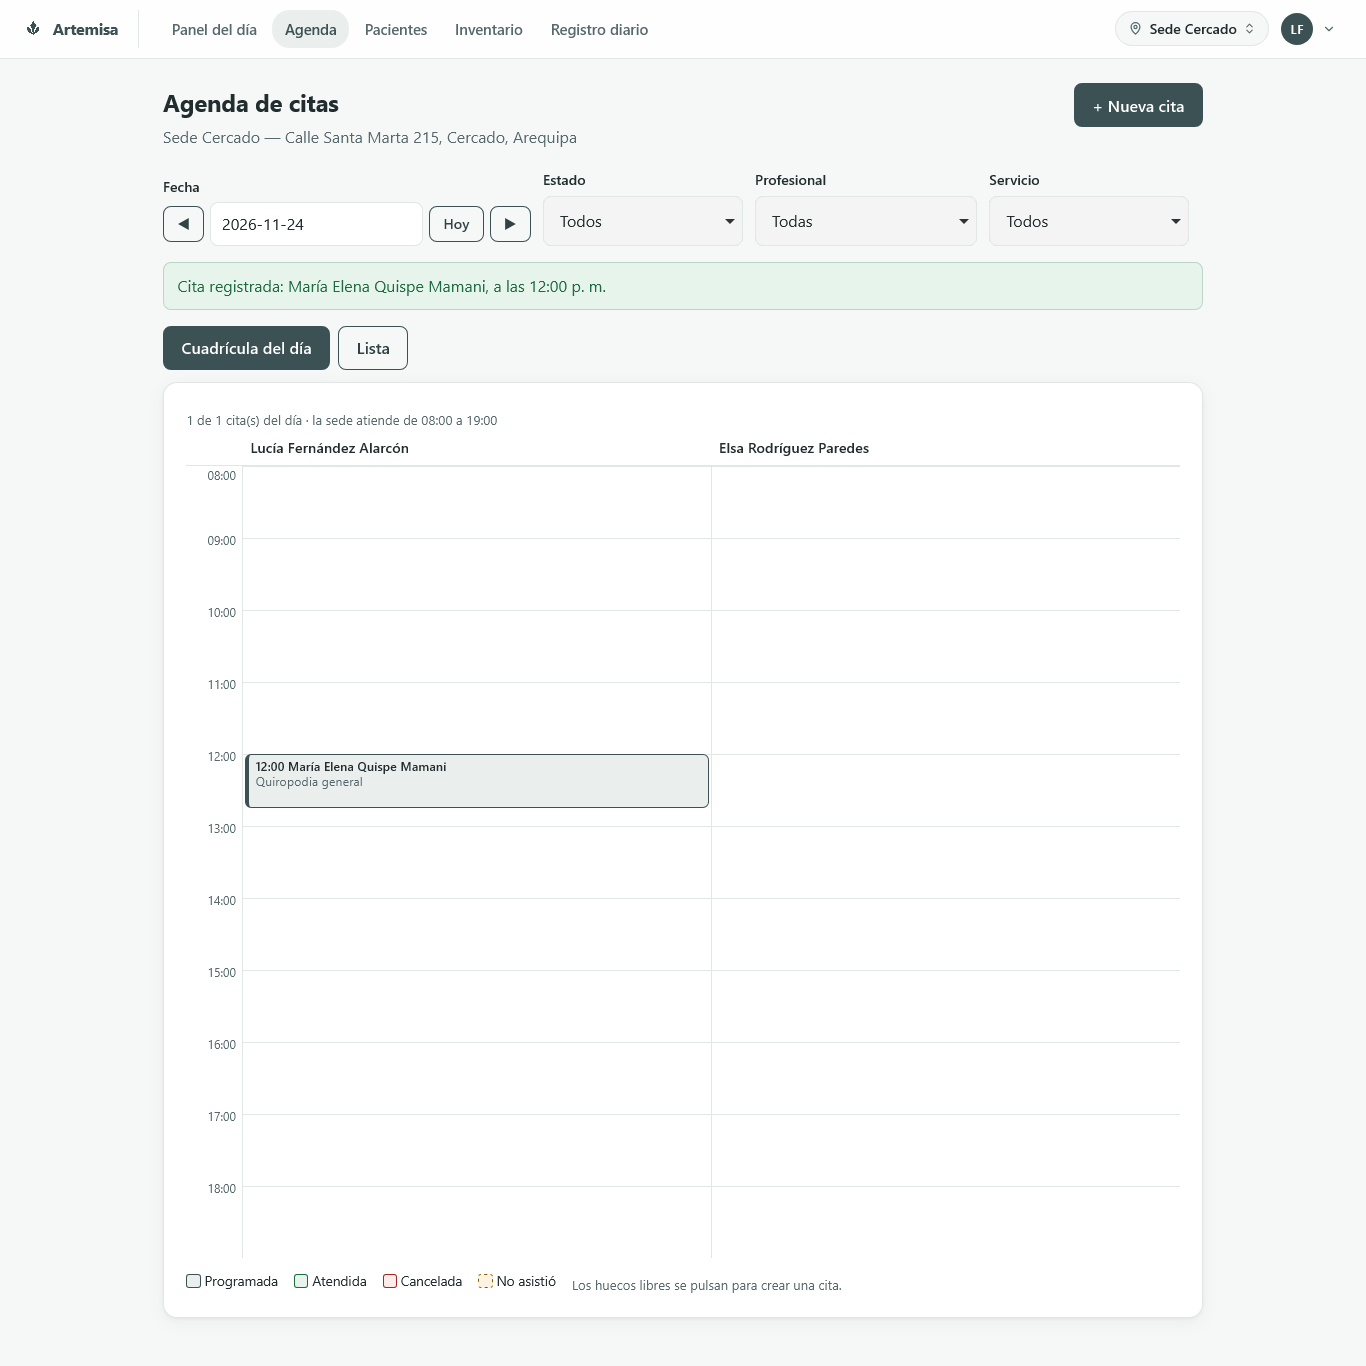 Artemisa
Panel del día
Agenda
Pacientes
Inventario
Registro diario
Sede Cercado
LF
Agenda de citas
+ Nueva cita
Sede Cercado — Calle Santa Marta 215, Cercado, Arequipa
Fecha
Estado
Profesional
Servicio
◀
2026-11-24
Hoy
▶
Todos
Todas
Todos
Cita registrada: María Elena Quispe Mamani, a las 12:00 p. m.
Cuadrícula del día
Lista
1 de 1 cita(s) del día · la sede atiende de 08:00 a 19:00
Lucía Fernández Alarcón
Elsa Rodríguez Paredes
08:00
09:00
10:00
11:00
12:00
12:00 María Elena Quispe Mamani
Quiropodia general
13:00
14:00
15:00
16:00
17:00
18:00
Programada
Atendida
Cancelada
No asistió
Los huecos libres se pulsan para crear una cita.